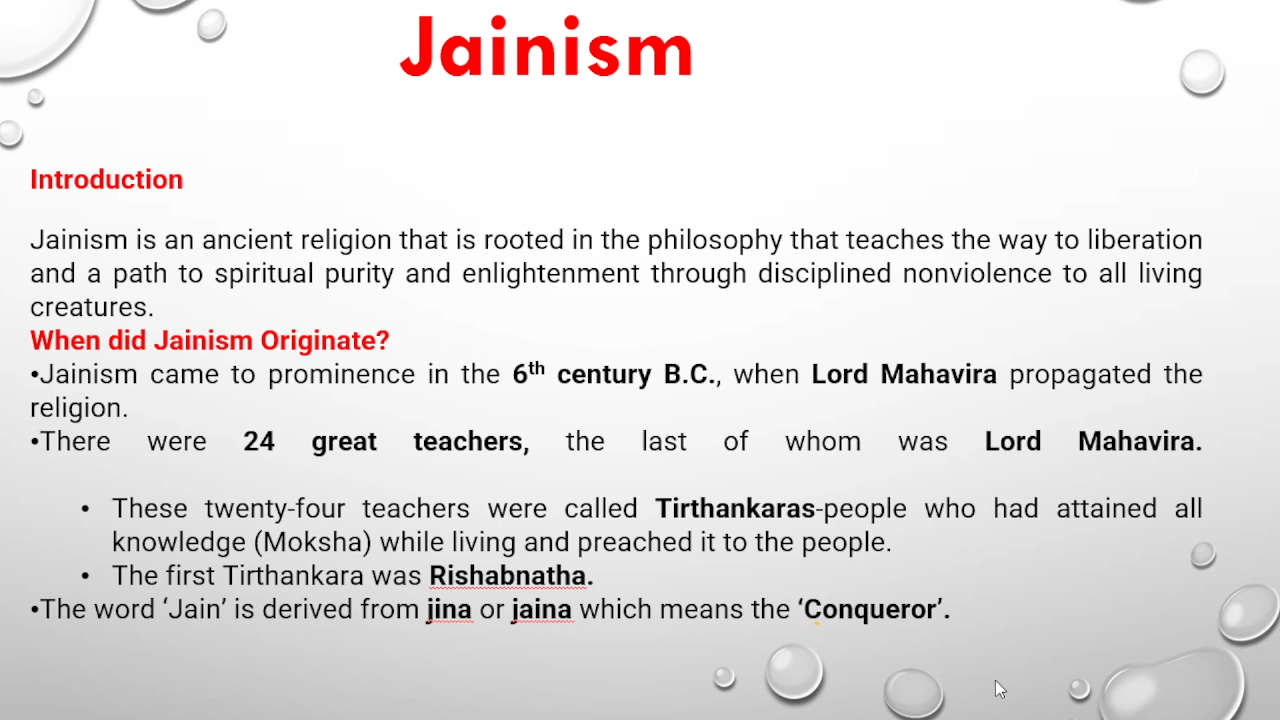 Jainism
Introduction
Jainism is an ancient religion that is rooted in the philosophy that teaches the way to liberation
and a path to spiritual purity and enlightenment through disciplined nonviolence to all living
creatures.
When did Jainism Originate?
•Jainism came to prominence in the 6th century B.C., when Lord Mahavira propagated the
religion.
•There were 24 great teachers, the last of whom was Lord Mahavira.
• These twenty-four teachers were called Tirthankaras-people who had attained all
knowledge (Moksha) while living and preached it to the people.
• The first Tirthankara was Rishabnatha.
•The word ‘Jain’ is derived from jina or jaina which means the ‘Conqueror’.